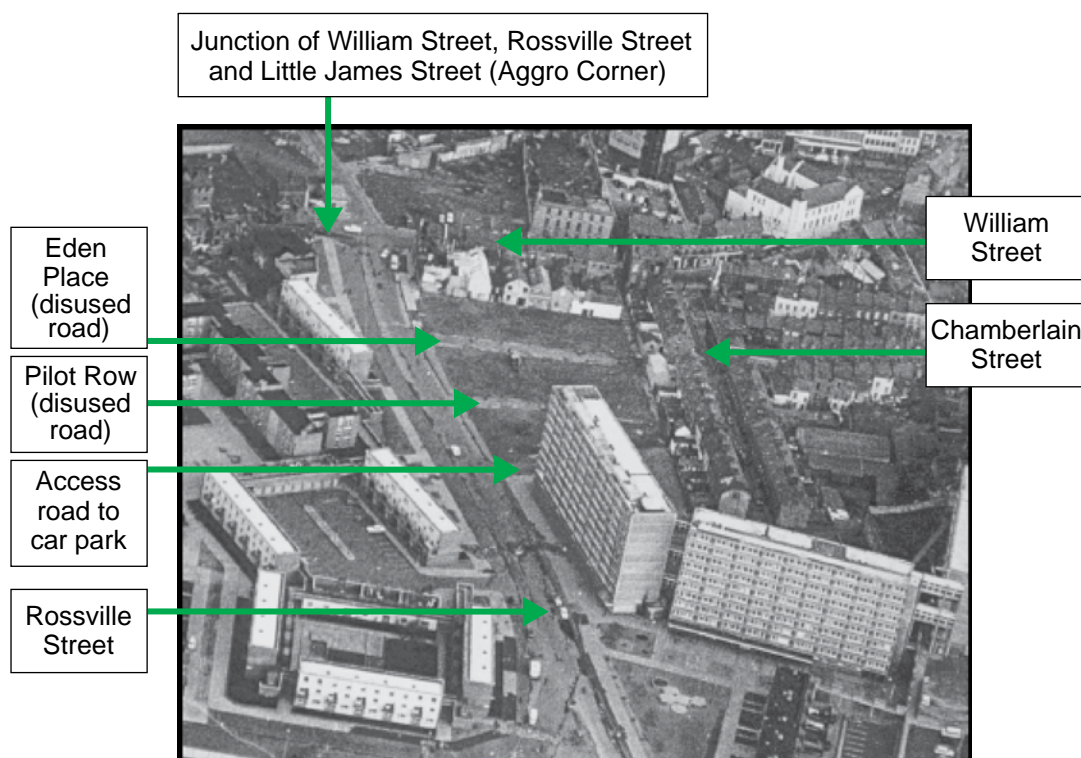 Junction of William Street, Rossville Street
and Little James Street (Aggro Corner)
Eden
Place
(disused
road)
Pilot Row
(disused
road)
Access
road to
car park
Rossville
Street
William
Street
Chamberlain
Street